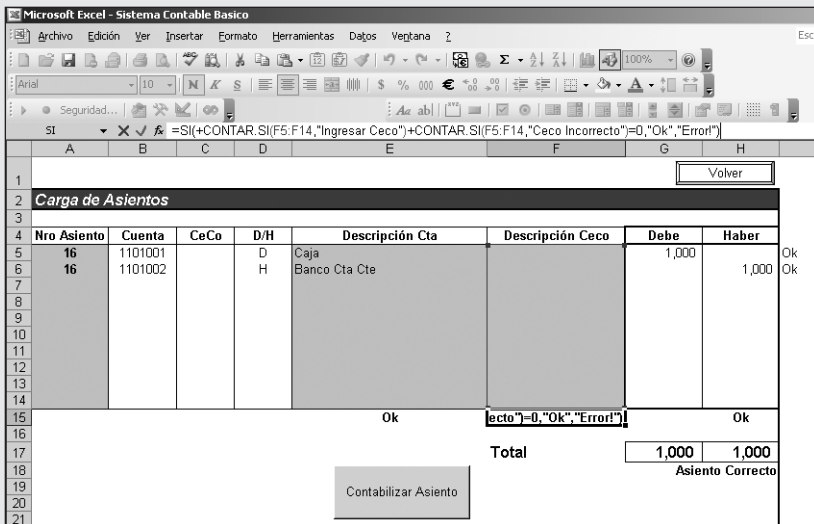 Microsoft Excel - Sistema Contable Basico
Archivo Edición Ver Insertar Formato Herramientas Datos Ventana ?
Esc
Arial 10 N K S $ % 000 €
100%
Seguridad...
Aa ab|
SI =SI(+CONTAR.SI(F5:F14,"Ingresar Ceco")+CONTAR.SI(F5:F14,"Ceco Incorrecto")=0,"Ok","Error!")
A B C D E F G H
1 Volver
2 Carga de Asientos
3
4 Nro Asiento Cuenta CeCo D/H Descripción Cta Descripción Ceco Debe Haber
5 16 1101001 D Caja 1,000 Ok
6 16 1101002 H Banco Cta Cte 1,000 Ok
7
8
9
10
11
12
13
14
15 Ok ecto")=0,"Ok","Error!") Ok
16
17 Total 1,000 1,000
18 Asiento Correcto
19 Contabilizar Asiento
20
21